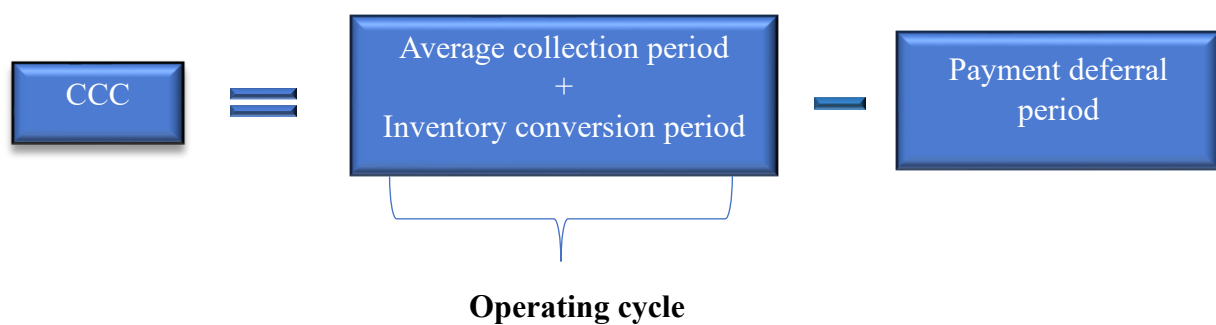 CCC
Average collection period
+
Inventory conversion period
Payment deferral
period
Operating cycle